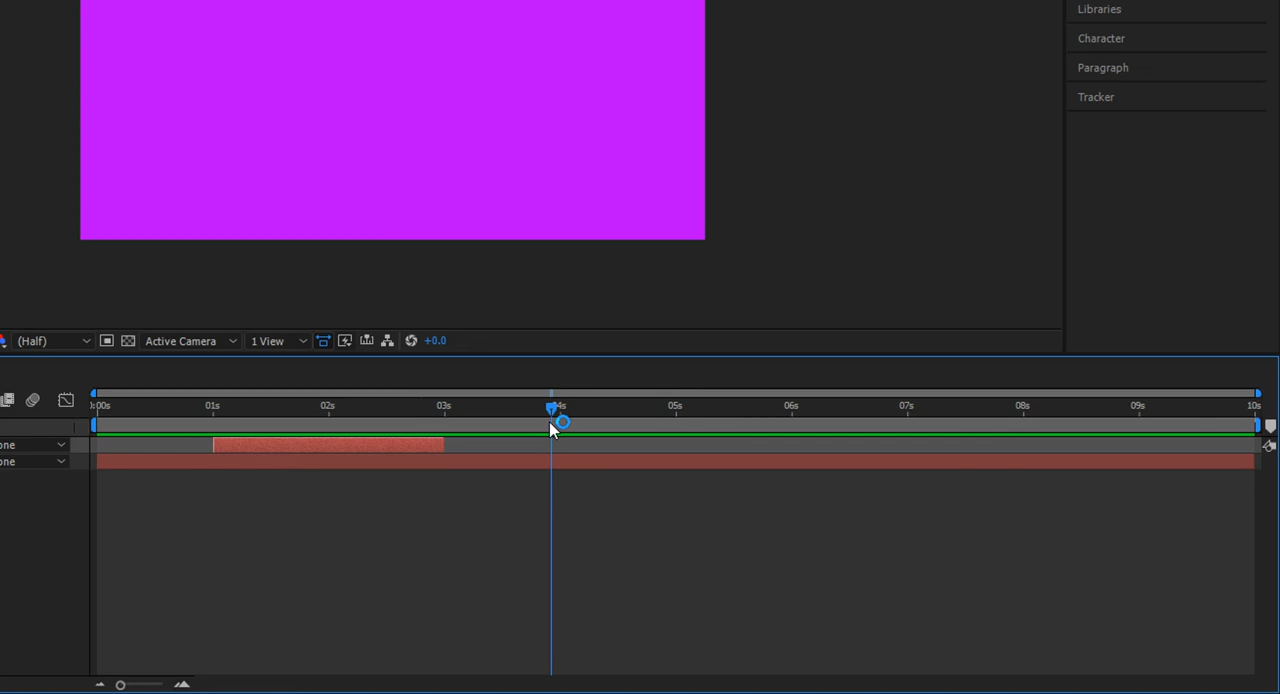 Libraries
Character
Paragraph
Tracker
(Half)
Active Camera
1 View
+0.0
:00s 01s 02s 03s 4s 05s 06s 07s 08s 09s 10s
one
one